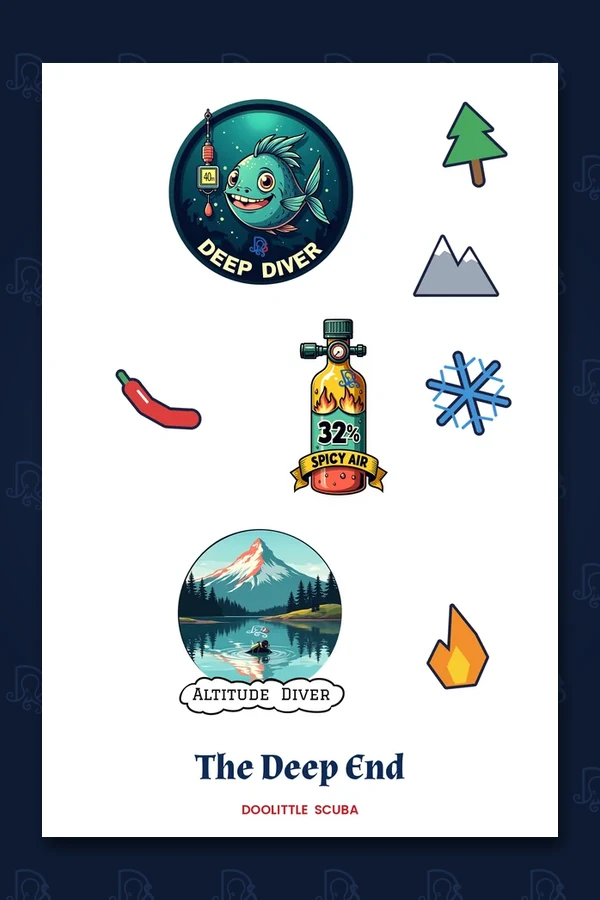 40m
DEEP DIVER
32%
SPICY AIR
ALTITUDE DIVER
The Deep End
DOOLITTLE SCUBA